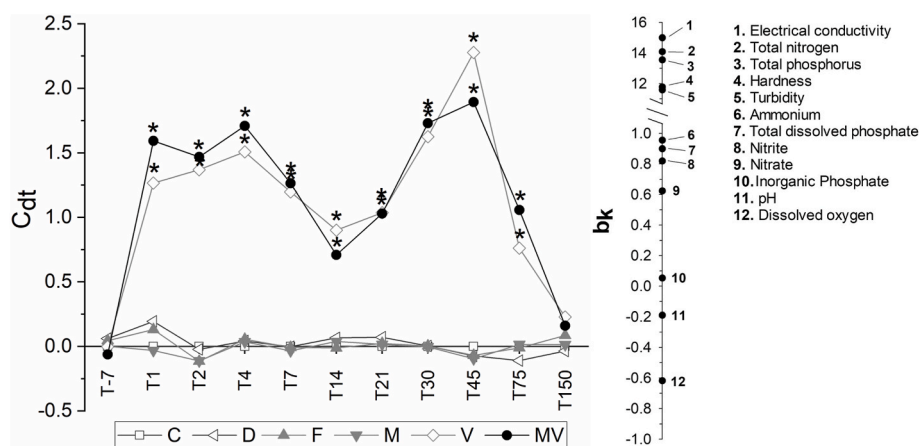 2.5
2.0
1.5
1.0
0.5
0.0
-0.5
Cdt
T-7
T1
T2
T4
T7
T14
T21
T30
T45
T75
T150
C D F M V MV
bk
16
14
12
1.0
0.8
0.6
0.4
0.2
0.0
-0.2
-0.4
-0.6
-0.8
-1.0
1
2
3
4
5
6
7
8
9
10
11
12
1. Electrical conductivity
2. Total nitrogen
3. Total phosphorus
4. Hardness
5. Turbidity
6. Ammonium
7. Total dissolved phosphate
8. Nitrite
9. Nitrate
10. Inorganic Phosphate
11. pH
12. Dissolved oxygen